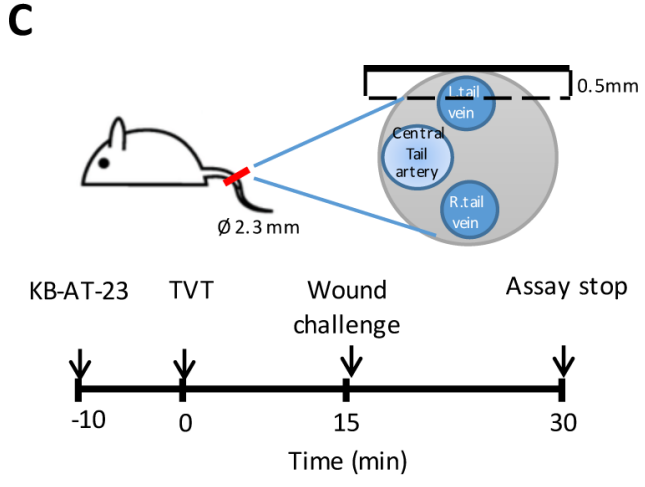 C
0.5mm
L.tail
vein
Central
Tail
artery
R.tail
vein
Ø 2.3 mm
KB-AT-23
TVT
Wound
challenge
Assay stop
-10
0
15
30
Time (min)